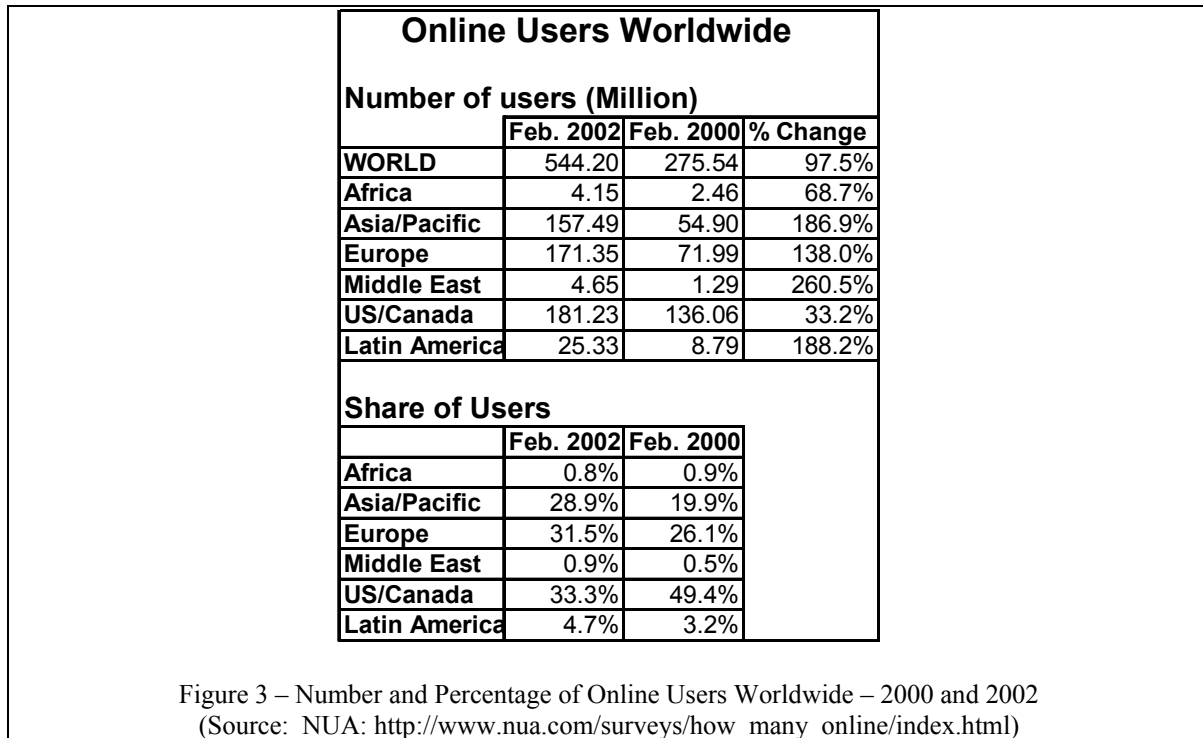 Online Users Worldwide
Number of users (Million)
Feb. 2002 Feb. 2000 % Change
WORLD 544.20 275.54 97.5%
Africa 4.15 2.46 68.7%
Asia/Pacific 157.49 54.90 186.9%
Europe 171.35 71.99 138.0%
Middle East 4.65 1.29 260.5%
US/Canada 181.23 136.06 33.2%
Latin America 25.33 8.79 188.2%
Share of Users
Feb. 2002 Feb. 2000
Africa 0.8% 0.9%
Asia/Pacific 28.9% 19.9%
Europe 31.5% 26.1%
Middle East 0.9% 0.5%
US/Canada 33.3% 49.4%
Latin America 4.7% 3.2%
Figure 3 – Number and Percentage of Online Users Worldwide – 2000 and 2002
(Source: NUA: http://www.nua.com/surveys/how_many_online/index.html)